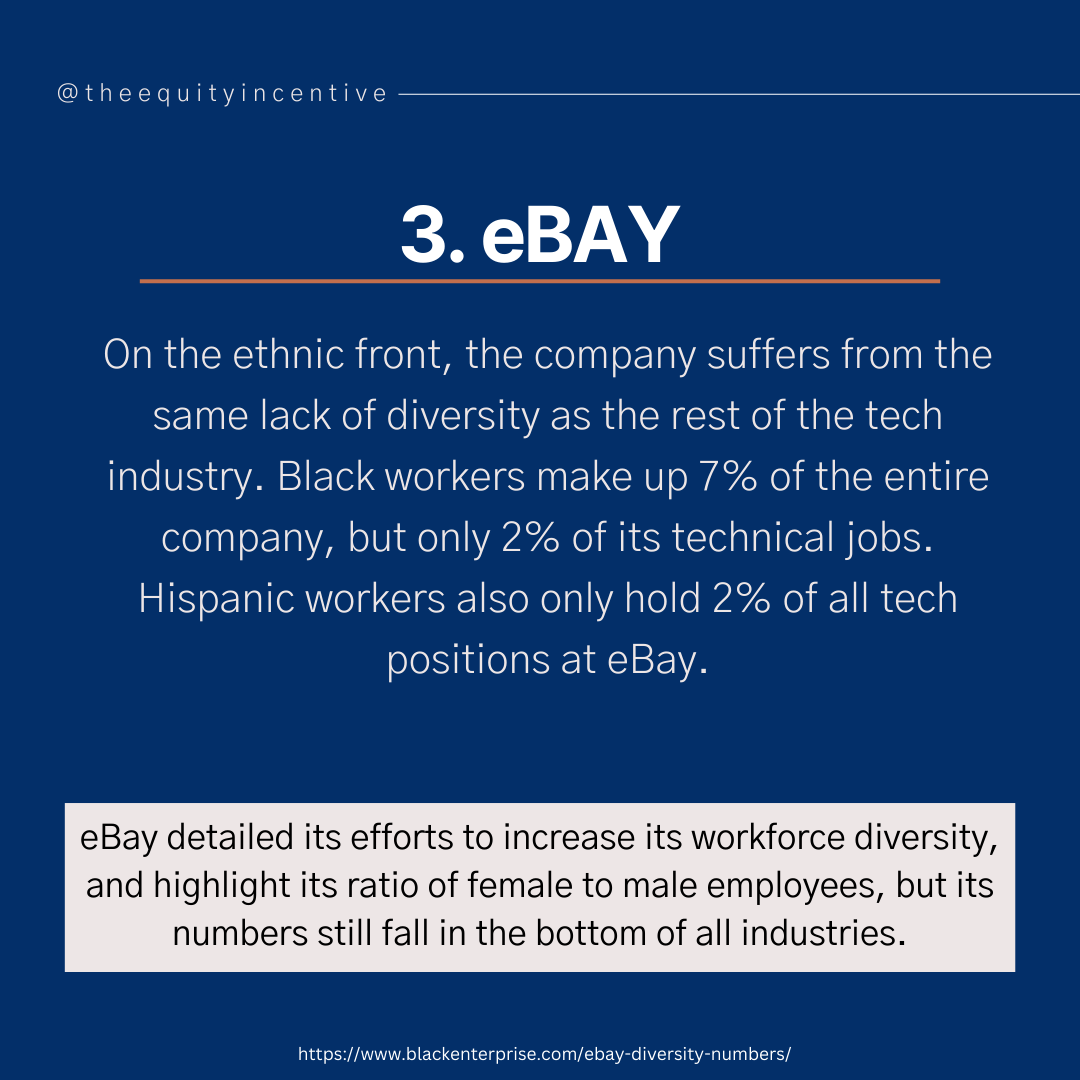 @theequityincentive
3. eBAY
On the ethnic front, the company suffers from the
same lack of diversity as the rest of the tech
industry. Black workers make up 7% of the entire
company, but only 2% of its technical jobs.
Hispanic workers also only hold 2% of all tech
positions at eBay.
eBay detailed its efforts to increase its workforce diversity,
and highlight its ratio of female to male employees, but its
numbers still fall in the bottom of all industries.
https://www.blackenterprise.com/ebay-diversity-numbers/